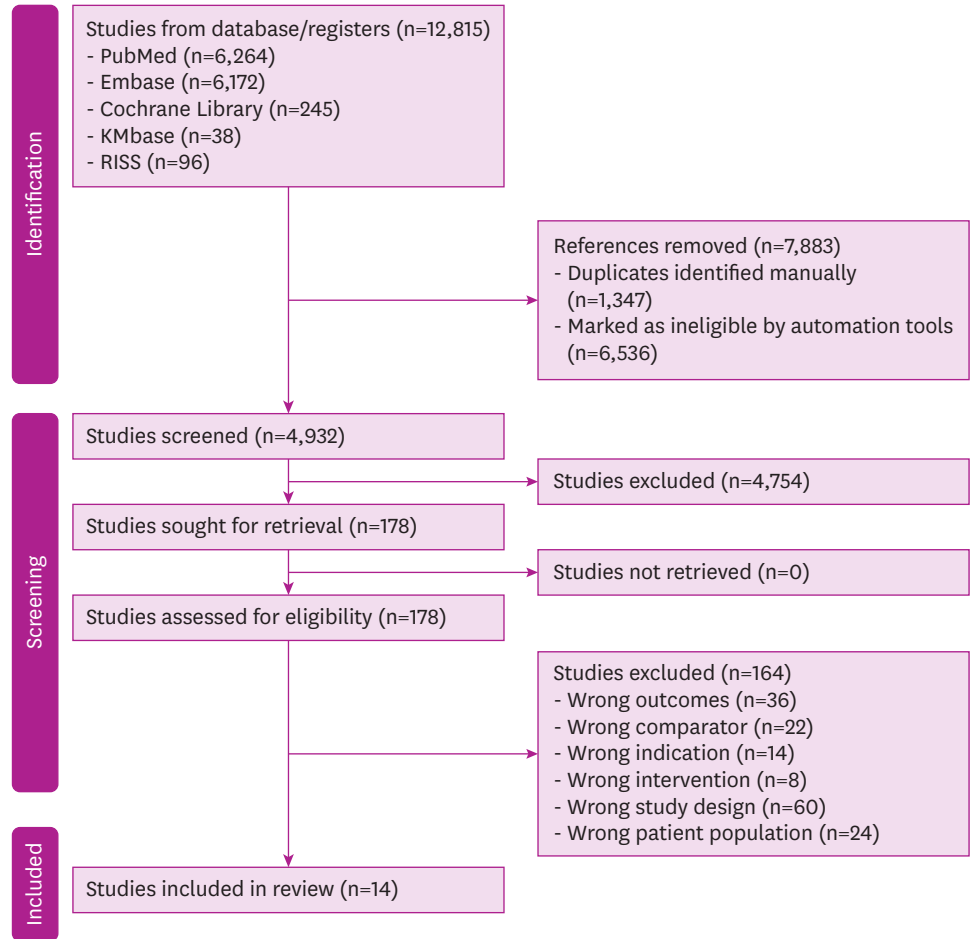 Identification
Studies from database/registers (n=12,815)
- PubMed (n=6,264)
- Embase (n=6,172)
- Cochrane Library (n=245)
- KMbase (n=38)
- RISS (n=96)
References removed (n=7,883)
- Duplicates identified manually
(n=1,347)
- Marked as ineligible by automation tools
(n=6,536)
Screening
Studies screened (n=4,932)
Studies excluded (n=4,754)
Studies sought for retrieval (n=178)
Studies not retrieved (n=0)
Studies assessed for eligibility (n=178)
Studies excluded (n=164)
- Wrong outcomes (n=36)
- Wrong comparator (n=22)
- Wrong indication (n=14)
- Wrong intervention (n=8)
- Wrong study design (n=60)
- Wrong patient population (n=24)
Included
Studies included in review (n=14)